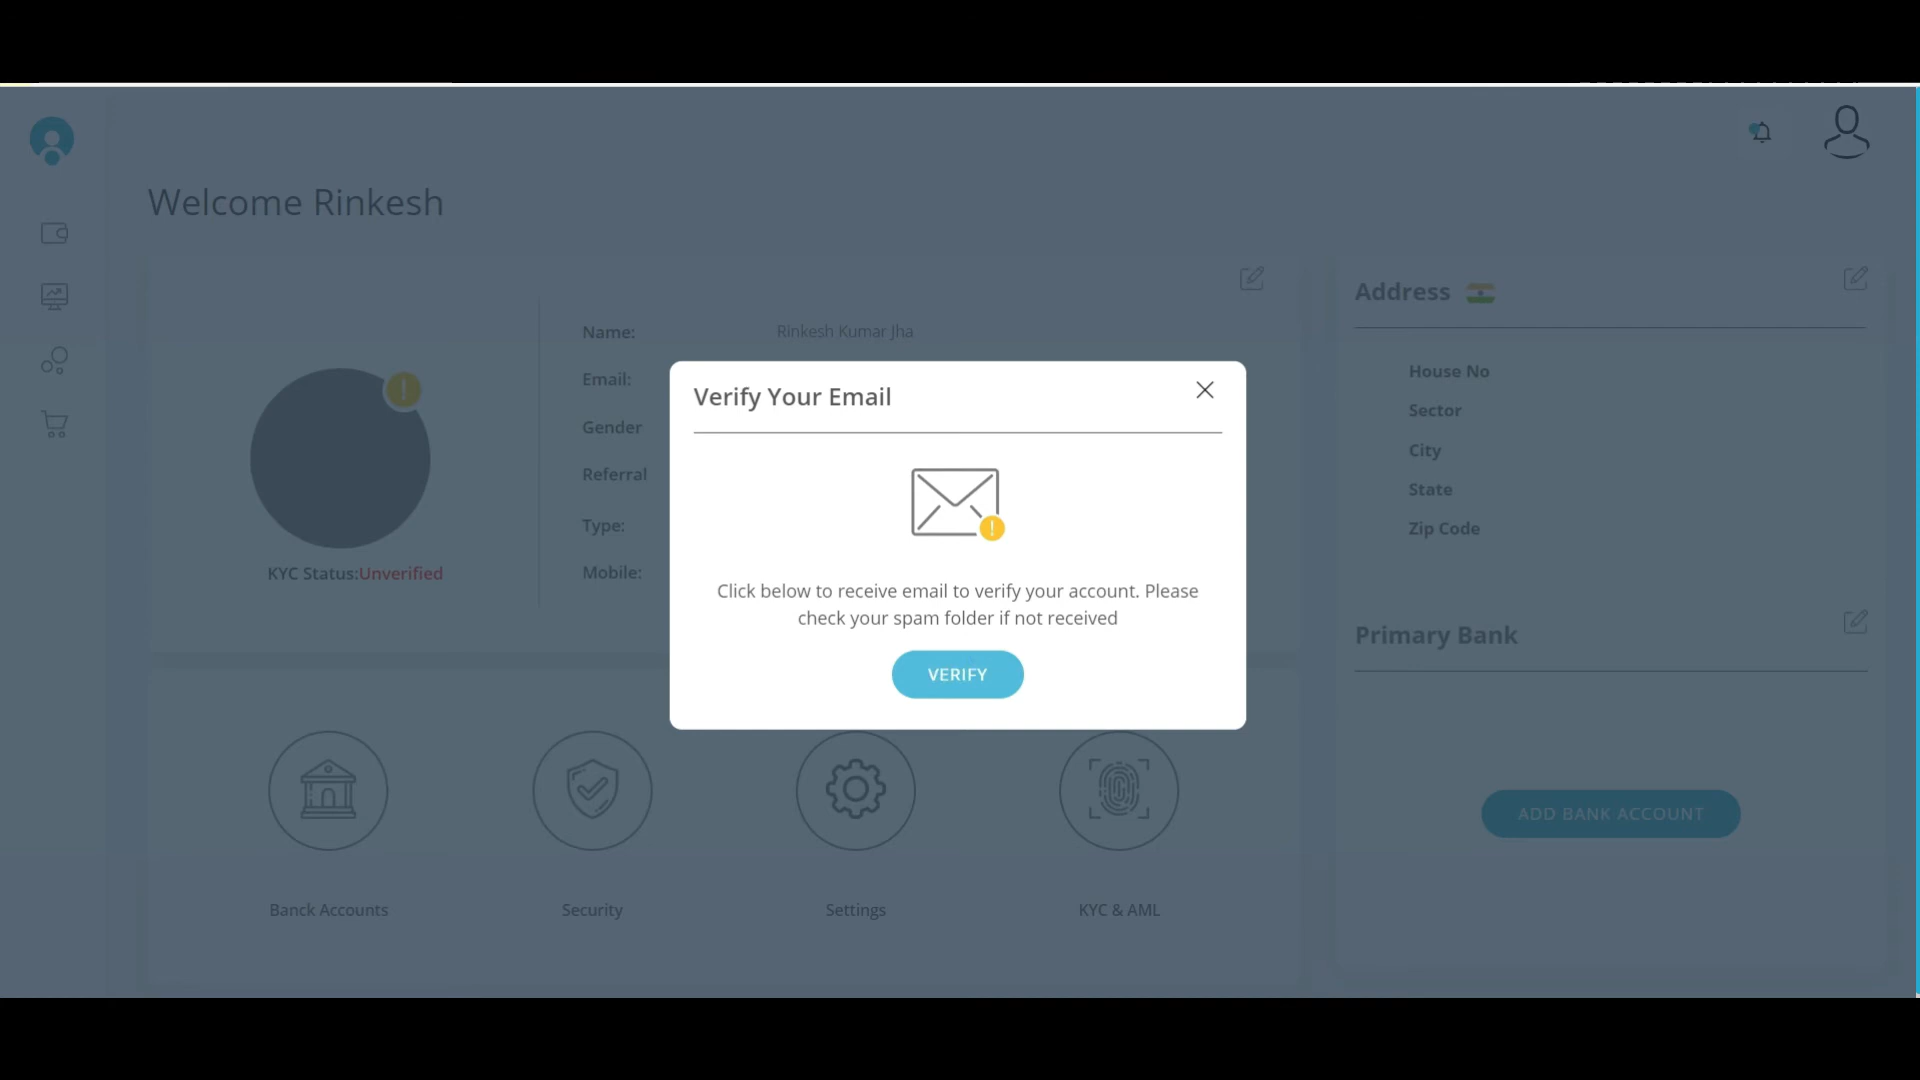 Welcome Rinkesh
Name: Rinkesh Kumar Jha
Email:
Gender
Referral
Type:
Mobile:
KYC Status:Unverified
Address
House No
Sector
City
State
Zip Code
Verify Your Email
Click below to receive email to verify your account. Please
check your spam folder if not received
VERIFY
Primary Bank
ADD BANK ACCOUNT
Banck Accounts
Security
Settings
KYC & AML